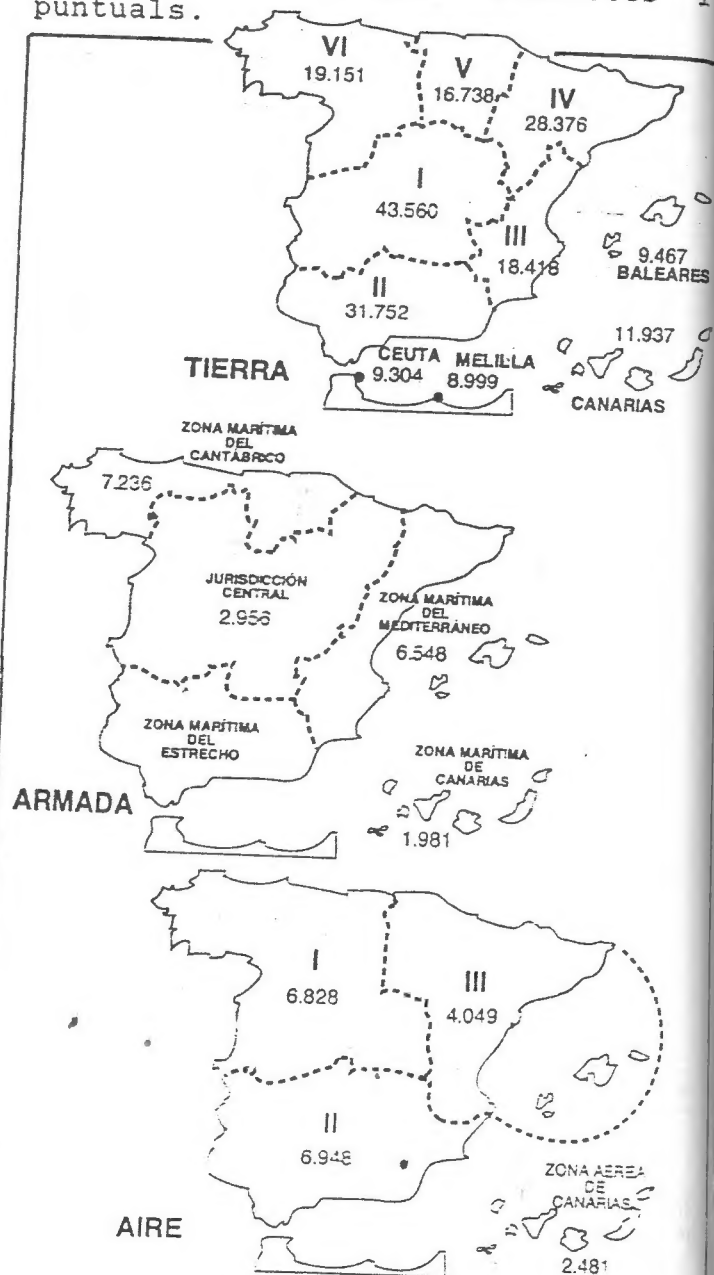 puntuals.
VI
19.151
V
16.738
IV
28.376
I
43.560
III
18.418
9.467
BALEARES
II
31.752
11.937
TIERRA
CEUTA MELILLA
9.304 8.999
CANARIAS
ZONA MARÍTIMA
DEL
CANTÁBRICO
7.236
JURISDICCIÓN
CENTRAL
2.956
ZONA MARÍTIMA
DEL
MEDITERRÁNEO
6.548
ZONA MARÍTIMA
DEL
ESTRECHO
ZONA MARÍTIMA
DE
CANARIAS
ARMADA
1.981
I
6.828
III
4.049
II
6.948
ZONA AEREA
DE
CANARIAS
AIRE
2.481